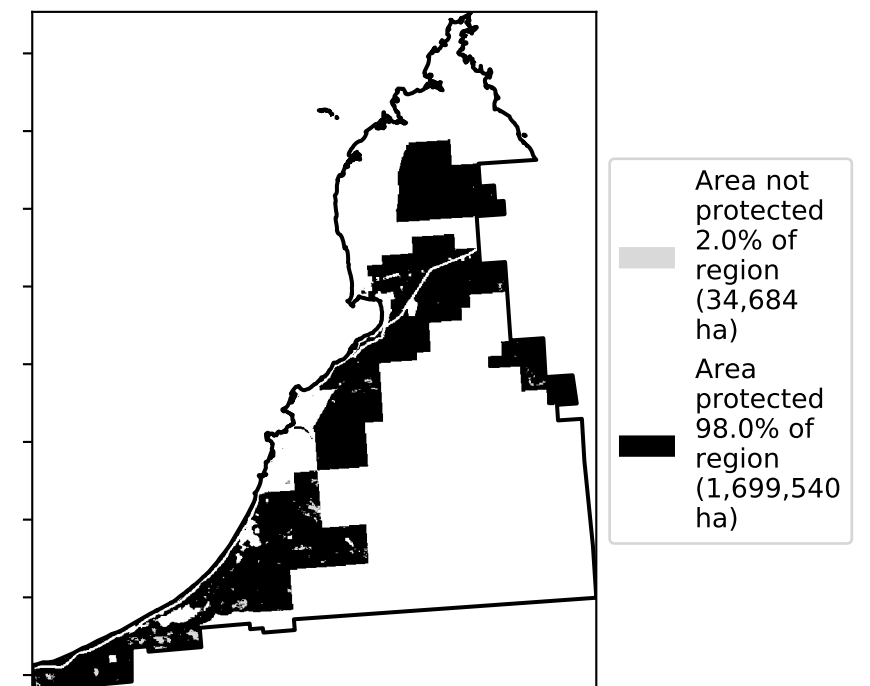 Area not
protected
2.0% of
region
(34,684
ha)
Area
protected
98.0% of
region
(1,699,540
ha)